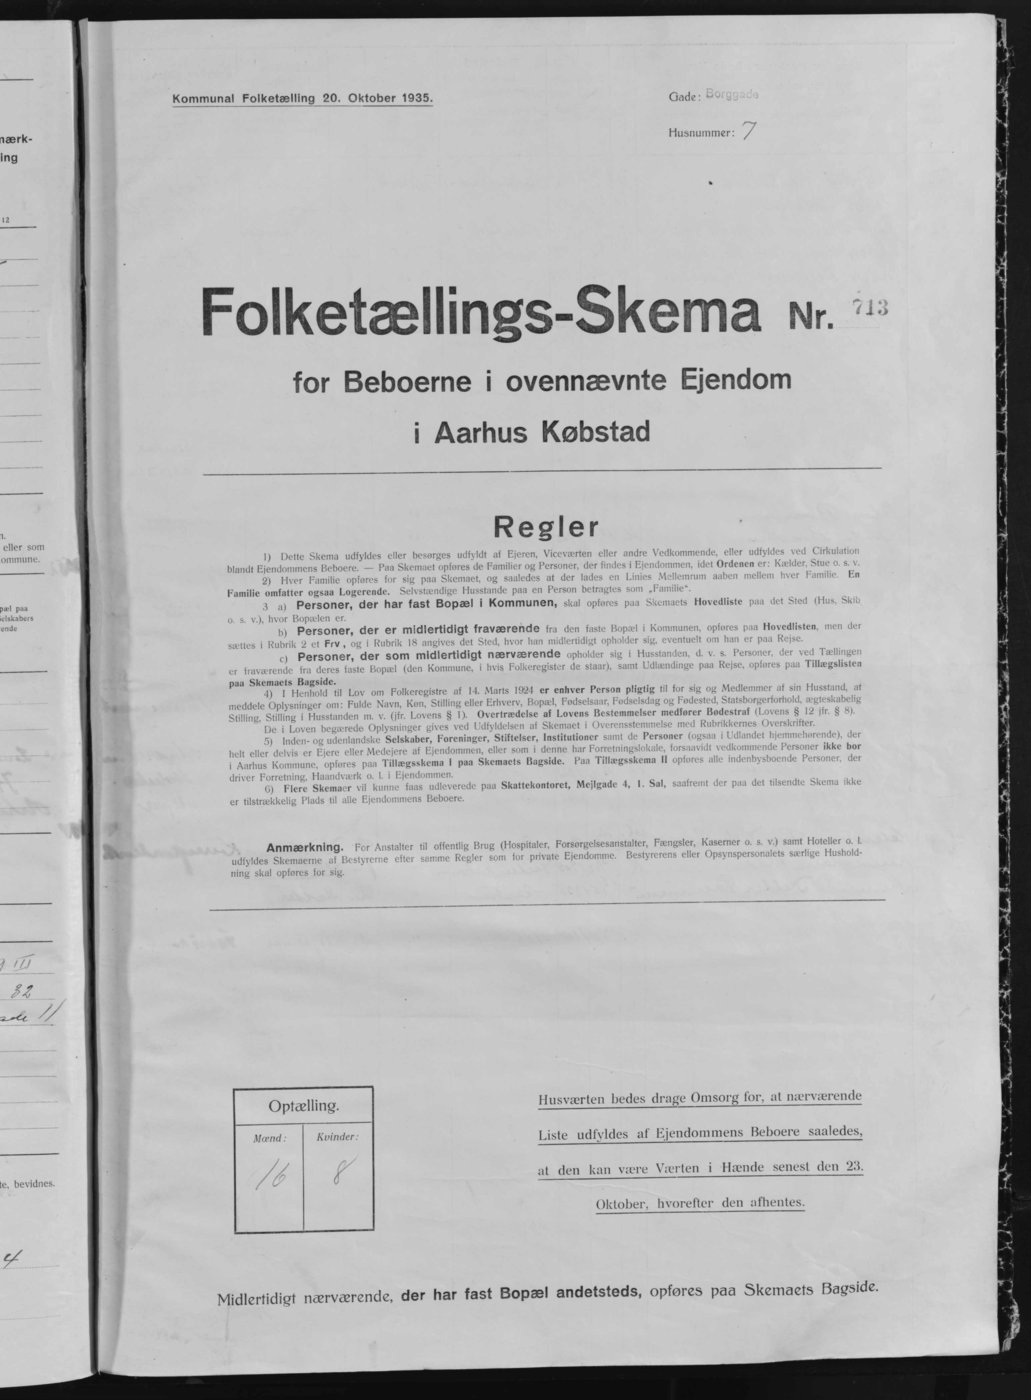 Kommunal Folketælling 20. Oktober 1935.
Gade: Borggade
Husnummer: 7
Folketællings-Skema Nr. 713
for Beboerne i ovennævnte Ejendom
i Aarhus Købstad
Regler
1) Dette Skema udfyldes eller besørges udfyldt af Ejeren, Viceværten eller andre Vedkommende, eller udfyldes ved Cirkulation
blandt Ejendommens Beboere. — Paa Skemaet opføres de Familier og Personer, der findes i Ejendommen, idet Ordenen er: Kælder, Stue o. s. v.
2) Hver Familie opføres for sig paa Skemaet, og saaledes at der lades en Linies Mellemrum aaben mellem hver Familie. En
Familie omfatter ogsaa Logerende. Selvstændige Husstande paa en Person betragtes som „Familie“.
3 a) Personer, der har fast Bopæl i Kommunen, skal opføres paa Skemaets Hovedliste paa det Sted (Hus, Skib
o. s. v.), hvor Bopælen er.
b) Personer, der er midlertidigt fraværende fra den faste Bopæl i Kommunen, opføres paa Hovedlisten, men der
sættes i Rubrik 2 et Frv., og i Rubrik 18 angives det Sted, hvor han midlertidigt opholder sig, eventuelt om han er paa Rejse.
c) Personer, der som midlertidigt nærværende opholder sig i Husstanden, d. v. s. Personer, der ved Tællingen
er fraværende fra deres faste Bopæl (den Kommune, i hvis Folkeregister de staar), samt Udlændinge paa Rejse, opføres paa Tillægslisten
paa Skemaets Bagside.
4) I Henhold til Lov om Folkeregistre af 14. Marts 1924 er enhver Person pligtig til for sig og Medlemmer af sin Husstand, at
meddele Oplysninger om: Fulde Navn, Køn, Stilling eller Erhverv, Bopæl, Fødselsaar, Fødselsdag og Fødested, Statsborgerforhold, ægteskabelig
Stilling, Stilling i Husstanden m. v. (jfr. Lovens § 1). Overtrædelse af Lovens Bestemmelser medfører Bødestraf (Lovens § 12 jfr. § 8).
De i Loven begærede Oplysninger gives ved Udfyldelsen af Skemaet i Overensstemmelse med Rubrikkernes Overskrifter.
5) Inden- og udenlandske Selskaber, Foreninger, Stiftelser, Institutioner samt de Personer (ogsaa i Udlandet hjemmehørende), der
helt eller delvis er Ejere eller Medejere af Ejendommen, eller som i denne har Forretningslokale, forsaavidt vedkommende Personer ikke bor
i Aarhus Kommune, opføres paa Tillægsskema I paa Skemaets Bagside. Paa Tillægsskema II opføres alle indenbysboende Personer, der
driver Forretning, Haandværk o. l. i Ejendommen.
6) Flere Skemaer vil kunne faas udleverede paa Skattekontoret, Mejlgade 4, 1. Sal, saafremt der paa det tilsendte Skema ikke
er tilstrækkelig Plads til alle Ejendommens Beboere.
Anmærkning. For Anstalter til offentlig Brug (Hospitaler, Forsørgelsesanstalter, Fængsler, Kaserner o. s. v.) samt Hoteller o. l.
udfyldes Skemaerne af Bestyrerne efter samme Regler som for private Ejendomme. Bestyrerens eller Opsynspersonalets særlige Hushold-
ning skal opføres for sig.
Optælling.
Mænd: Kvinder:
16 8
Husværten bedes drage Omsorg for, at nærværende
Liste udfyldes af Ejendommens Beboere saaledes,
at den kan være Værten i Hænde senest den 23.
Oktober, hvorefter den afhentes.
Midlertidigt nærværende, der har fast Bopæl andetsteds, opføres paa Skemaets Bagside.